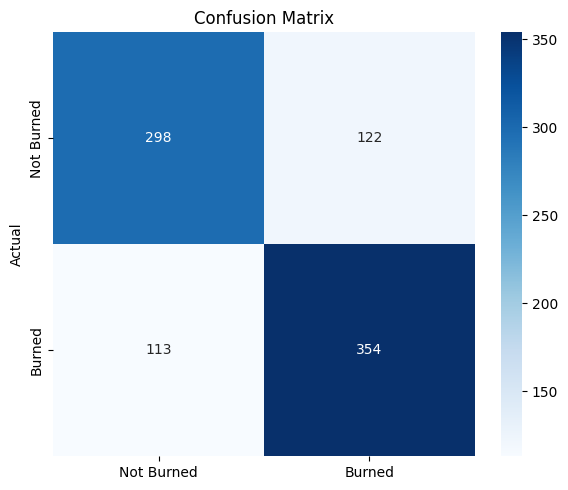 Confusion Matrix
Actual
Not Burned
298
122
Burned
113
354
Not Burned
Burned
350
300
250
200
150